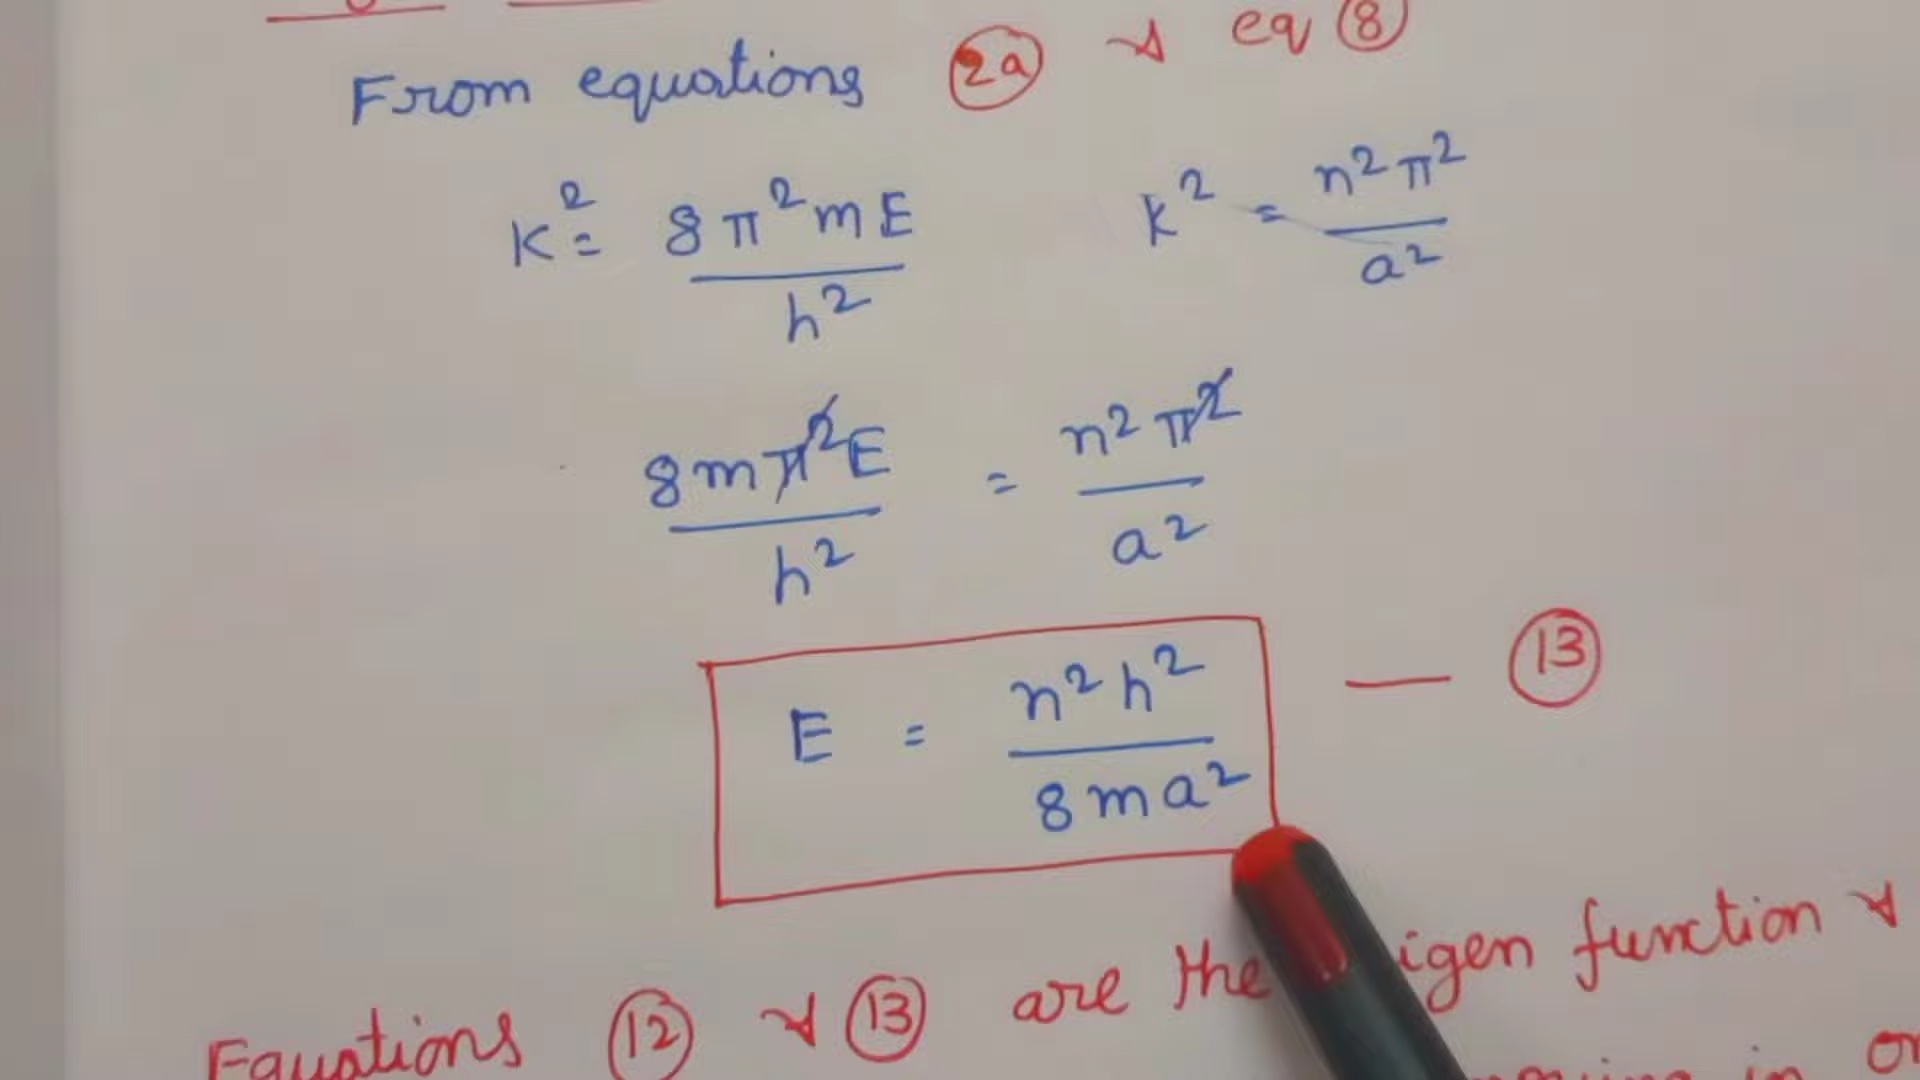 From equations 2a & eq 8
K² = 8π²mE / h²    k² = n²π² / a²
8mπ²E / h² = n²π² / a²
E = n²h² / 8ma² — 13
Equations 12 & 13 are the igen function &
in